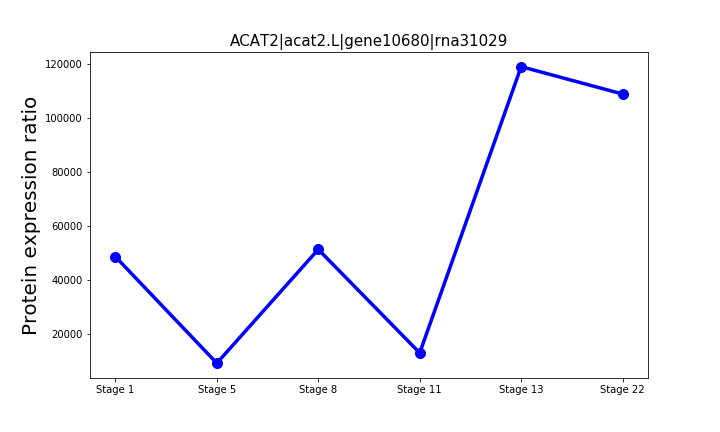 ACAT2|acat2.L|gene10680|rna31029
Protein expression ratio
120000
100000
80000
60000
40000
20000
Stage 1
Stage 5
Stage 8
Stage 11
Stage 13
Stage 22